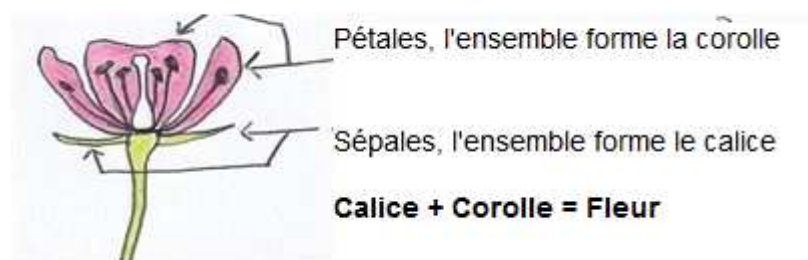 Pétales, l'ensemble forme la corolle
Sépales, l'ensemble forme le calice
Calice + Corolle = Fleur